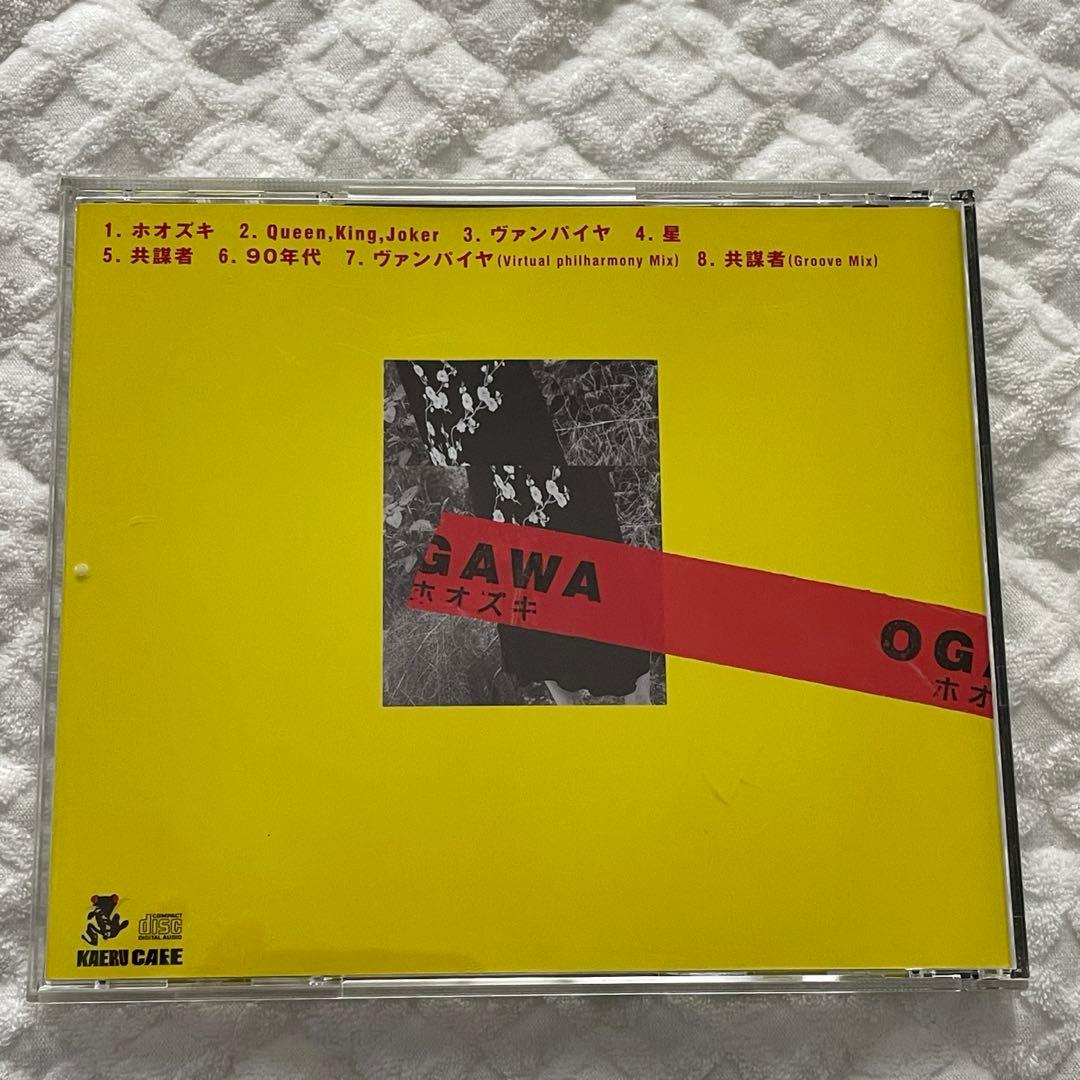 1. ホオズキ 2. Queen,King,Joker 3. ヴァンパイヤ 4. 星
5. 共謀者 6. 90年代 7. ヴァンパイヤ(Virtual philharmony Mix) 8. 共謀者(Groove Mix)
GAWA
ホオズキ
OGA
ホオ
COMPACT
disc
DIGITAL AUDIO
KAERU CAFE